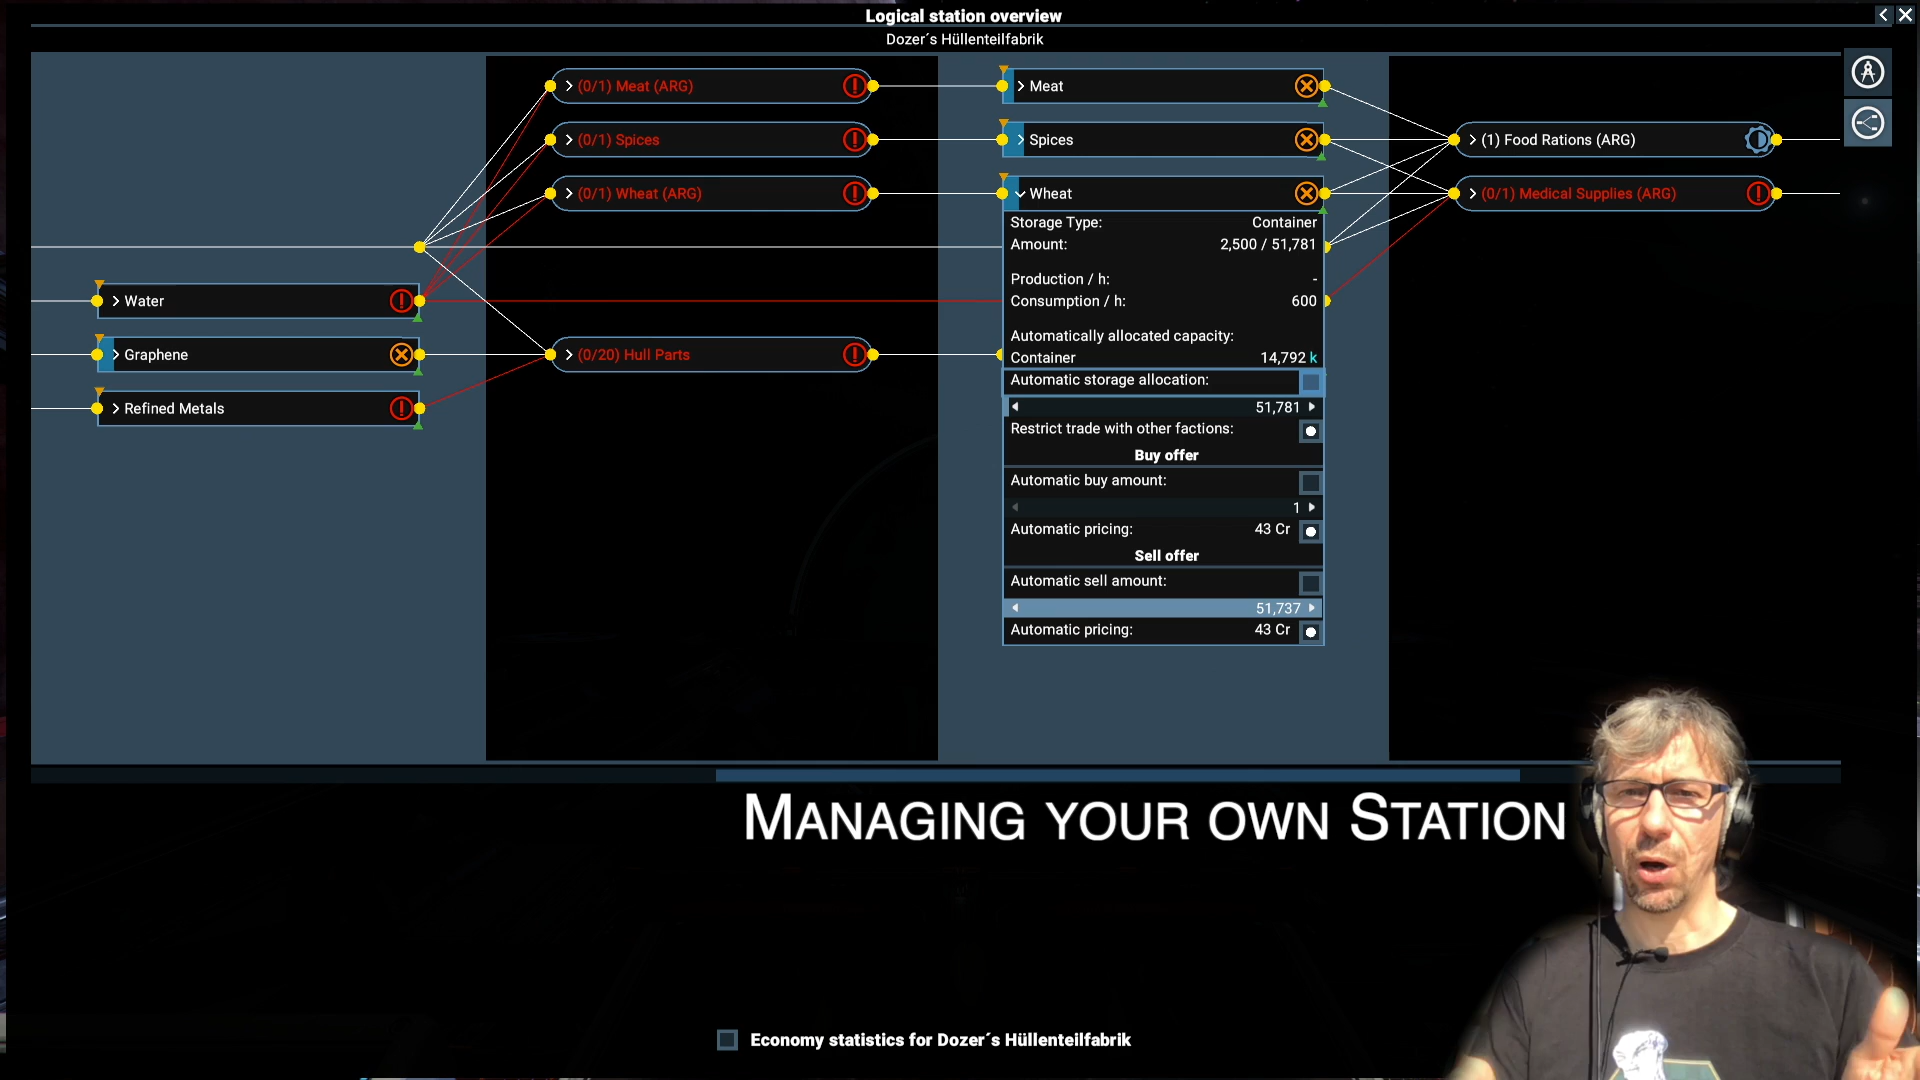 Logical station overview
Dozer´s Hüllenteilfabrik
(0/1) Meat (ARG)
Meat
(0/1) Spices
Spices
(1) Food Rations (ARG)
(0/1) Wheat (ARG)
Wheat
(0/1) Medical Supplies (ARG)
Storage Type: Container
Amount: 2,500 / 51,781
Production / h: -
Water
Consumption / h: 600
Automatically allocated capacity:
Graphene
(0/20) Hull Parts
Container 14,792 k
Automatic storage allocation:
Refined Metals
51,781
Restrict trade with other factions:
Buy offer
Automatic buy amount:
1
Automatic pricing: 43 Cr
Sell offer
Automatic sell amount:
51,737
Automatic pricing: 43 Cr
MANAGING YOUR OWN STATION
Economy statistics for Dozer´s Hüllenteilfabrik